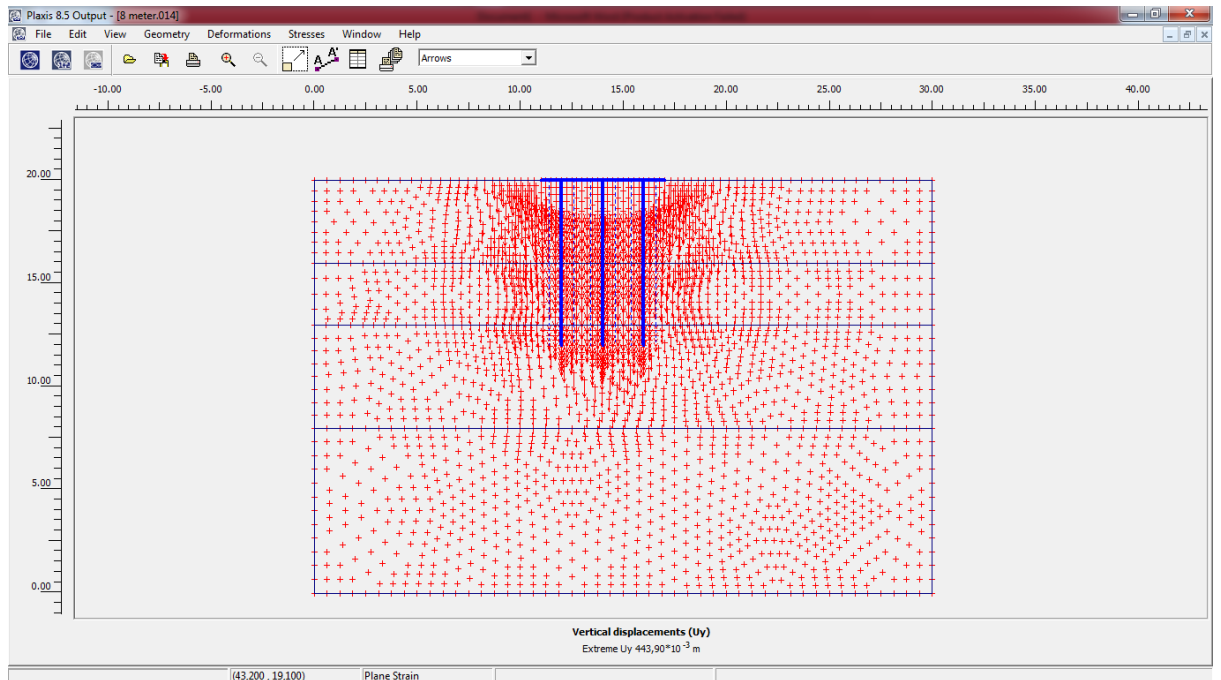 Plaxis 8.5 Output - [8 meter.014]
File Edit View Geometry Deformations Stresses Window Help
Arrows
-10.00 -5.00 0.00 5.00 10.00 15.00 20.00 25.00 30.00 35.00 40.00
20.00
15.00
10.00
5.00
0.00
Vertical displacements (Uy)
Extreme Uy 443,90*10⁻³ m
(43.200 , 19.100) Plane Strain